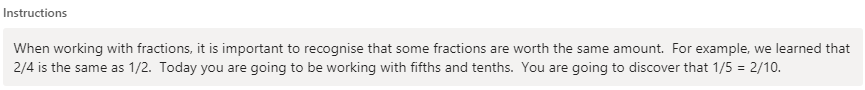 Instructions
When working with fractions, it is important to recognise that some fractions are worth the same amount.  For example, we learned that
2/4 is the same as 1/2.  Today you are going to be working with fifths and tenths.  You are going to discover that 1/5 = 2/10.